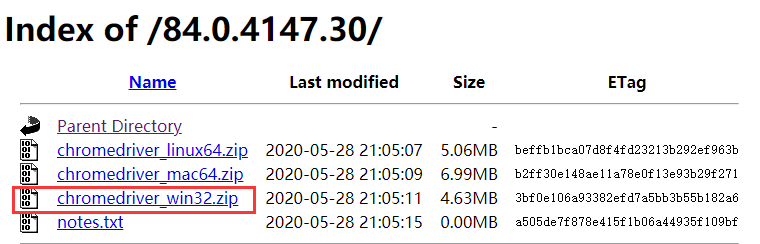 Index of /84.0.4147.30/
Name Last modified Size ETag
Parent Directory -
chromedriver_linux64.zip 2020-05-28 21:05:07 5.06MB beffb1bca07d8f4fd23213b292ef963b
chromedriver_mac64.zip 2020-05-28 21:05:09 6.99MB b2ff30e148ae11a78e0f13e93b29f271
chromedriver_win32.zip 2020-05-28 21:05:11 4.63MB 3bf0e106a93382efd7a5bb3b55b182a6
notes.txt 2020-05-28 21:05:15 0.00MB a505de7f878e415f1b06a44935f109bf